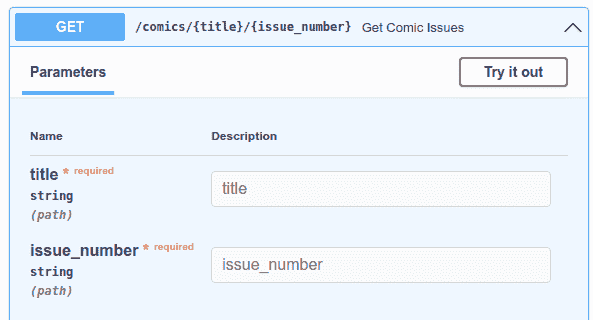 GET /comics/{title}/{issue_number} Get Comic Issues
Parameters Try it out
Name Description
title * required title
string
(path)
issue_number * required issue_number
string
(path)